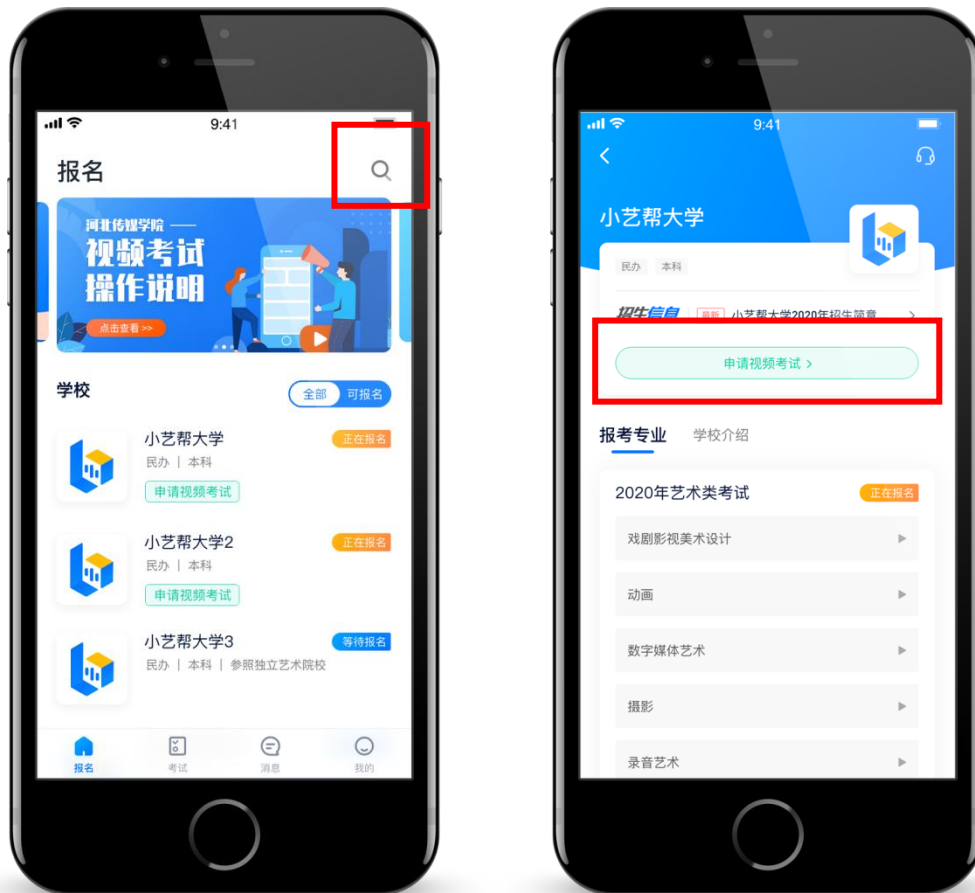 9:41
报名
河北传媒学院
视频考试
操作说明
点击查看 >>
学校
全部 可报名
小艺帮大学 正在报名
民办 | 本科
申请视频考试
小艺帮大学2 正在报名
民办 | 本科
申请视频考试
小艺帮大学3 等待报名
民办 | 本科 | 参照独立艺术院校
报名 考试 消息 我的
9:41
小艺帮大学
民办 本科
招生信息 最新 小艺帮大学2020年招生简章
申请视频考试 >
报考专业 学校介绍
2020年艺术类考试 正在报名
戏剧影视美术设计
动画
数字媒体艺术
摄影
录音艺术